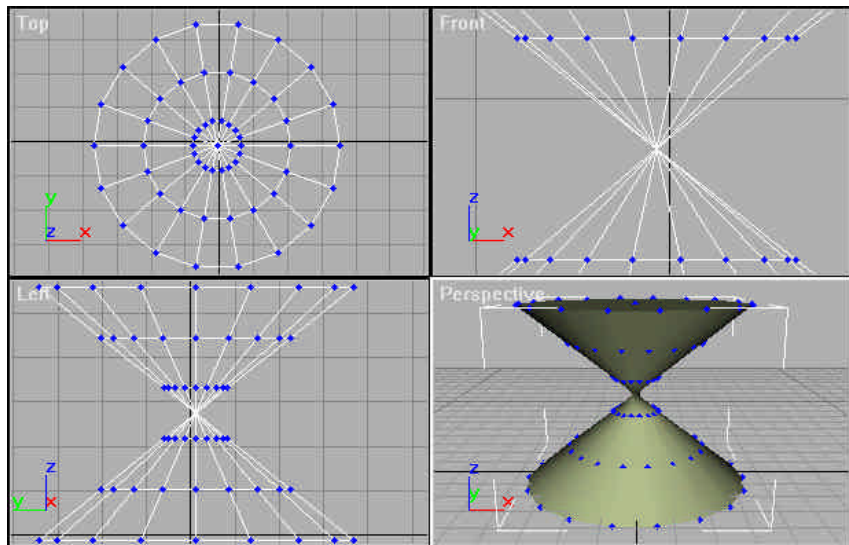 Top
y
z x
Front
z
y x
Left
z
y x
Perspective
z
y x